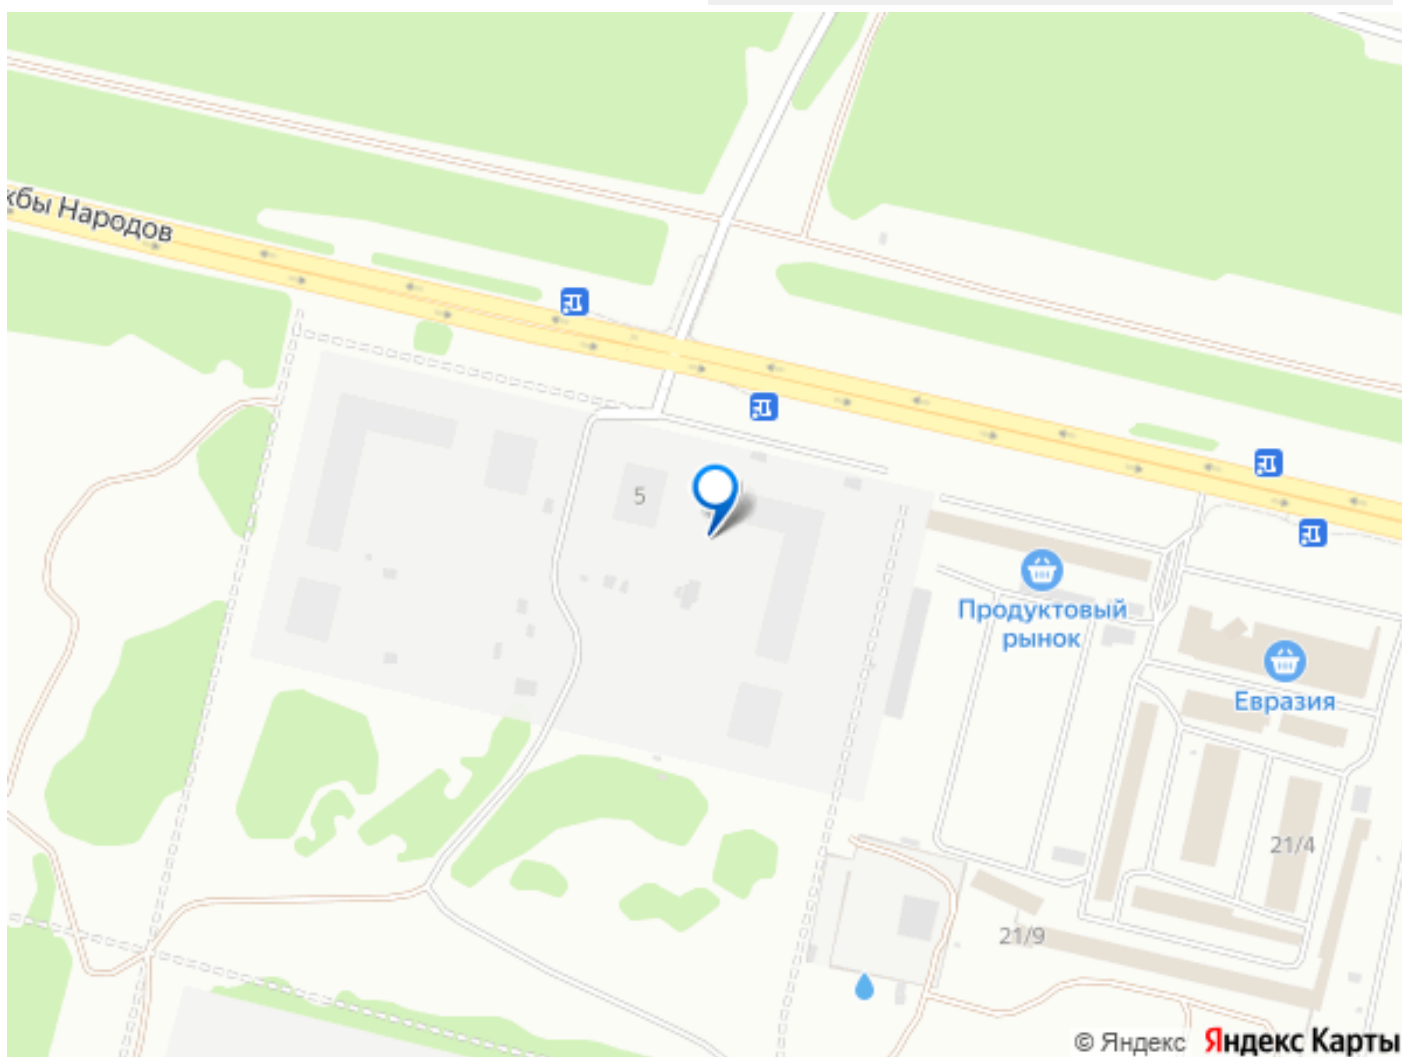 жбы Народов
5
Продуктовый
рынок
Евразия
21/4
21/9
© Яндекс Яндекс Карты